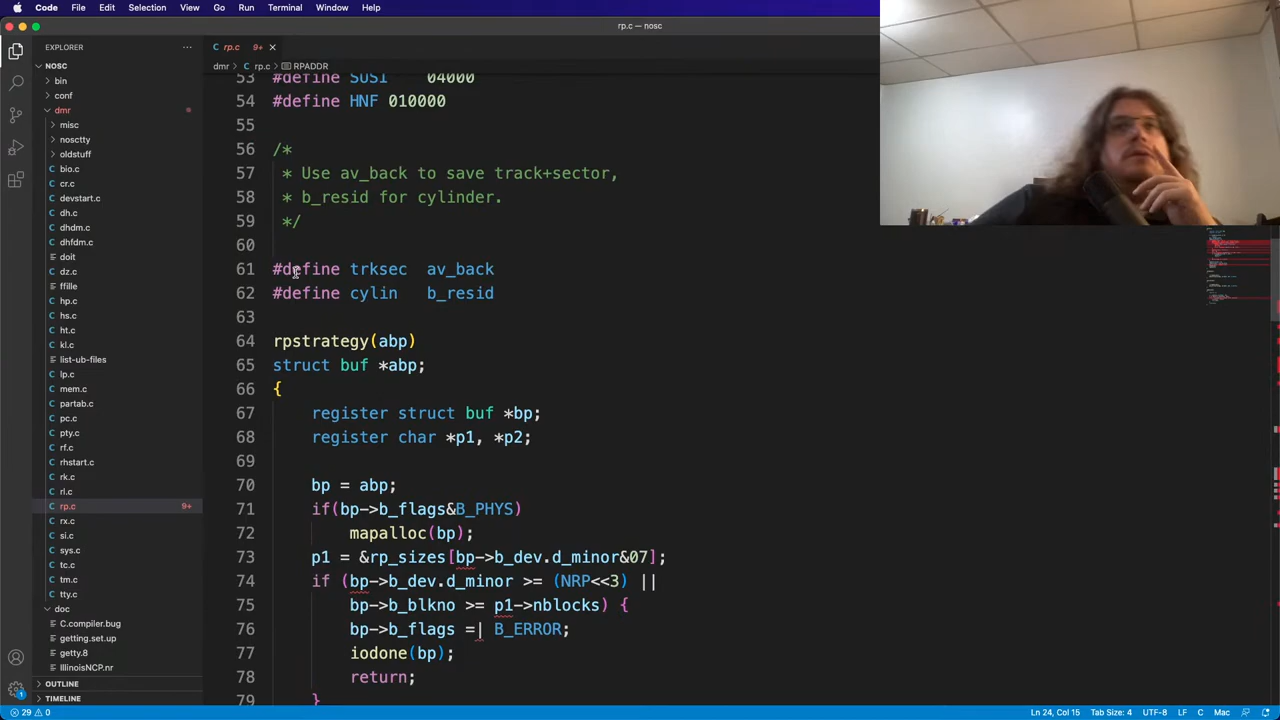 Code File Edit Selection View Go Run Terminal Window Help
rp.c — nosc
EXPLORER
rp.c 9+
NOSC
dmr > C rp.c > RPADDR
bin
conf
dmr
misc
nosctty
oldstuff
C bio.c
C cr.c
C devstart.c
C dh.c
C dhdm.c
C dhfdm.c
doit
C dz.c
ffille
C hp.c
C hs.c
C ht.c
C kl.c
list-ub-files
C lp.c
C mem.c
C partab.c
C pc.c
C pty.c
C rf.c
C rhstart.c
C rk.c
C rl.c
C rp.c 9+
C rx.c
C si.c
C sys.c
C tc.c
C tm.c
C tty.c
doc
C.compiler.bug
getting.set.up
getty.8
IllinoisNCP.nr
OUTLINE
TIMELINE
53 #define SUSI 04000
54 #define HNF 010000
55
56 /*
57 * Use av_back to save track+sector,
58 * b_resid for cylinder.
59 */
60
61 #define trksec av_back
62 #define cylin b_resid
63
64 rpstrategy(abp)
65 struct buf *abp;
66 {
67 register struct buf *bp;
68 register char *p1, *p2;
69
70 bp = abp;
71 if(bp->b_flags&B_PHYS)
72 mapalloc(bp);
73 p1 = &rp_sizes[bp->b_dev.d_minor&07];
74 if (bp->b_dev.d_minor >= (NRP<<3) ||
75 bp->b_blkno >= p1->nblocks) {
76 bp->b_flags =| B_ERROR;
77 iodone(bp);
78 return;
79 }
29 0
Ln 24, Col 15 Tab Size: 4 UTF-8 LF C Mac